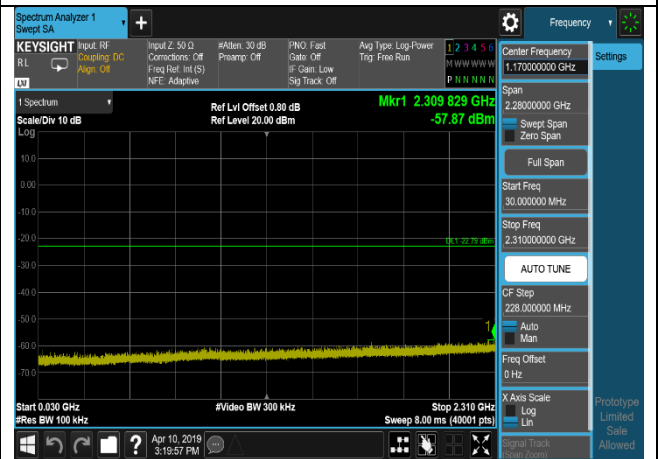 Spectrum Analyzer 1
Swept SA
+
Frequency
KEYSIGHT
RL
LXI
Input: RF
Coupling: DC
Align: Off
Input Z: 50 Ω
Corrections: Off
Freq Ref: Int (S)
NFE: Adaptive
#Atten: 30 dB
Preamp: Off
PNO: Fast
Gate: Off
IF Gain: Low
Sig Track: Off
Avg Type: Log-Power
Trig: Free Run
1 2 3 4 5 6
M W W W W W
P N N N N N
1 Spectrum
Scale/Div 10 dB
Log
Ref Lvl Offset 0.80 dB
Ref Level 20.00 dBm
Mkr1 2.309 829 GHz
-57.87 dBm
10.0
0.00
-10.0
-20.0
-30.0
-40.0
-50.0
-60.0
-70.0
DL1 -22.79 dBm
1
Start 0.030 GHz
#Res BW 100 kHz
#Video BW 300 kHz
Stop 2.310 GHz
Sweep 8.00 ms (40001 pts)
Apr 10, 2019
3:19:57 PM
?
Center Frequency
1.170000000 GHz
Settings
Span
2.28000000 GHz
Swept Span
Zero Span
Full Span
Start Freq
30.000000 MHz
Stop Freq
2.310000000 GHz
AUTO TUNE
CF Step
228.000000 MHz
Auto
Man
Freq Offset
0 Hz
X Axis Scale
Log
Lin
Signal Track
(Span Zoom)
Prototype
Limited
Sale
Allowed